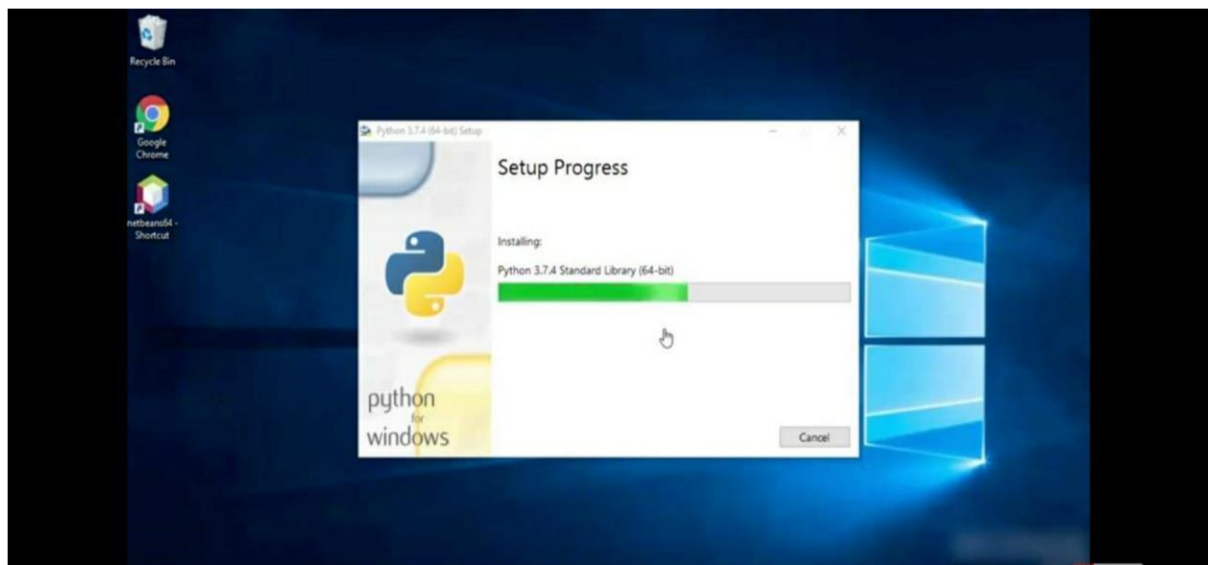 Recycle Bin
Google
Chrome
netbeans64 -
Shortcut
Python 3.7.4 (64-bit) Setup
Setup Progress
Installing:
Python 3.7.4 Standard Library (64-bit)
python
for
windows
Cancel